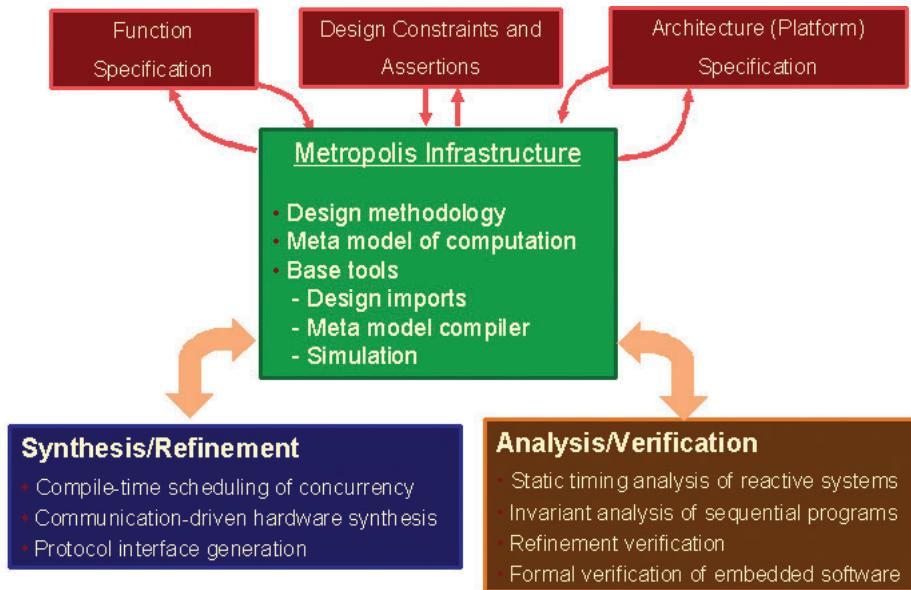 Function
Specification
Design Constraints and
Assertions
Architecture (Platform)
Specification
Metropolis Infrastructure
• Design methodology
• Meta model of computation
• Base tools
- Design imports
- Meta model compiler
- Simulation
Synthesis/Refinement
• Compile-time scheduling of concurrency
• Communication-driven hardware synthesis
• Protocol interface generation
Analysis/Verification
• Static timing analysis of reactive systems
• Invariant analysis of sequential programs
• Refinement verification
• Formal verification of embedded software